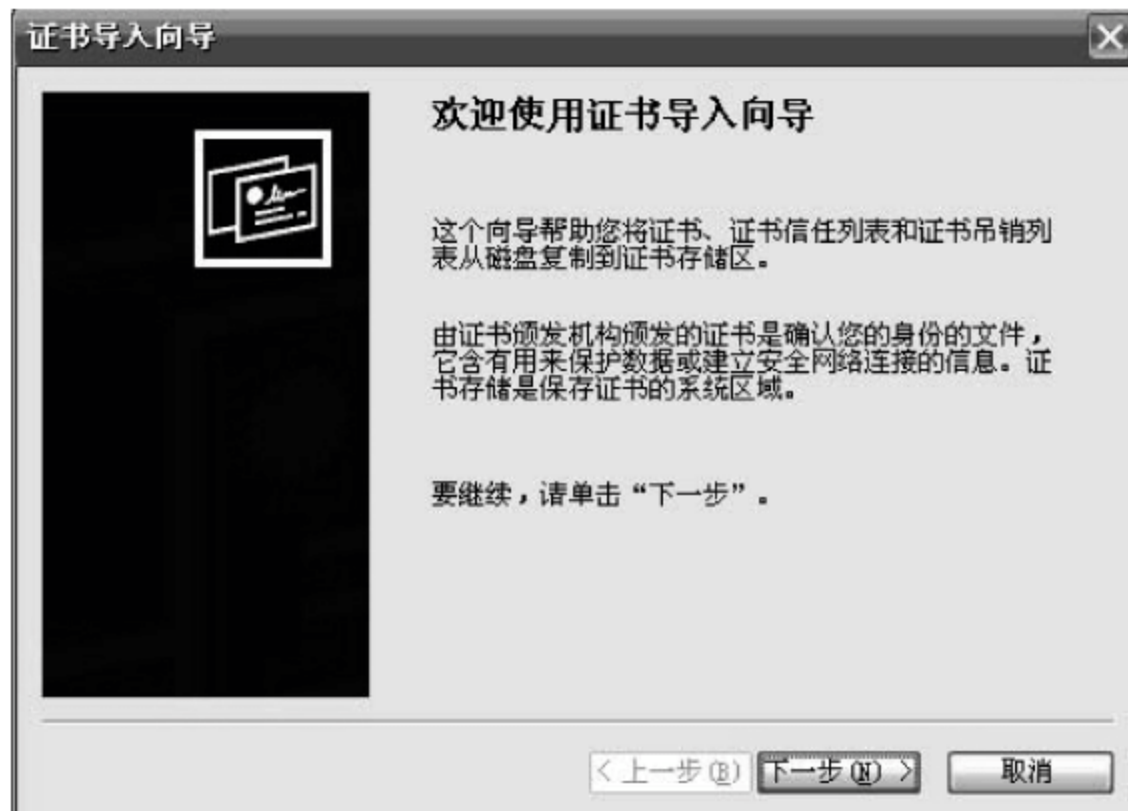 证书导入向导
欢迎使用证书导入向导
这个向导帮助您将证书、证书信任列表和证书吊销列
表从磁盘复制到证书存储区。
由证书颁发机构颁发的证书是确认您的身份的文件，
它含有用来保护数据或建立安全网络连接的信息。证
书存储是保存证书的系统区域。
要继续，请单击“下一步”。
< 上一步(B) 下一步(N) > 取消